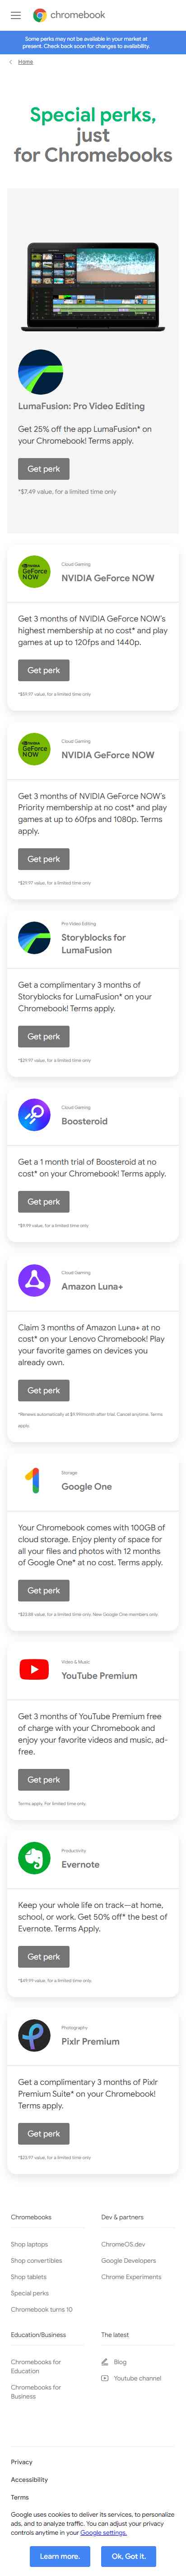 chromebook
Some perks may not be available in your market at
present. Check back soon for changes to availability.
Home
Special perks,
just
for Chromebooks
LumaFusion: Pro Video Editing
Get 25% off the app LumaFusion* on
your Chromebook! Terms apply.
Get perk
*$7.49 value, for a limited time only
Cloud Gaming
NVIDIA GeForce NOW
Get 3 months of NVIDIA GeForce NOW's
highest membership at no cost* and play
games at up to 120fps and 1440p.
Get perk
*$59.97 value, for a limited time only
Cloud Gaming
NVIDIA GeForce NOW
Get 3 months of NVIDIA GeForce NOW's
Priority membership at no cost* and play
games at up to 60fps and 1080p. Terms
apply.
Get perk
*$29.97 value, for a limited time only
Pro Video Editing
Storyblocks for
LumaFusion
Get a complimentary 3 months of
Storyblocks for LumaFusion* on your
Chromebook! Terms apply.
Get perk
*$29.97 value, for a limited time only
Cloud Gaming
Boosteroid
Get a 1 month trial of Boosteroid at no
cost* on your Chromebook! Terms apply.
Get perk
*$9.99 value, for a limited time only
Cloud Gaming
Amazon Luna+
Claim 3 months of Amazon Luna+ at no
cost* on your Lenovo Chromebook! Play
your favorite games on devices you
already own.
Get perk
*Renews automatically at $9.99/month after trial. Cancel anytime. Terms
apply.
Storage
Google One
Your Chromebook comes with 100GB of
cloud storage. Enjoy plenty of space for
all your files and photos with 12 months
of Google One* at no cost. Terms apply.
Get perk
*$23.88 value, for a limited time only. New Google One members only.
Video & Music
YouTube Premium
Get 3 months of YouTube Premium free
of charge with your Chromebook and
enjoy your favorite videos and music, ad-
free.
Get perk
Terms apply. For limited time only.
Productivity
Evernote
Keep your whole life on track—at home,
school, or work. Get 50% off* the best of
Evernote. Terms Apply.
Get perk
*$49.99 value, for a limited time only.
Photography
Pixlr Premium
Get a complimentary 3 months of Pixlr
Premium Suite* on your Chromebook!
Terms apply.
Get perk
*$23.97 value, for a limited time only
Chromebooks
Shop laptops
Shop convertibles
Shop tablets
Special perks
Chromebook turns 10
Dev & partners
ChromeOS.dev
Google Developers
Chrome Experiments
Education/Business
Chromebooks for
Education
Chromebooks for
Business
The latest
Blog
Youtube channel
Privacy
Accessibility
Terms
Google uses cookies to deliver its services, to personalize
ads, and to analyze traffic. You can adjust your privacy
controls anytime in your Google settings.
Learn more.
Ok, Got it.